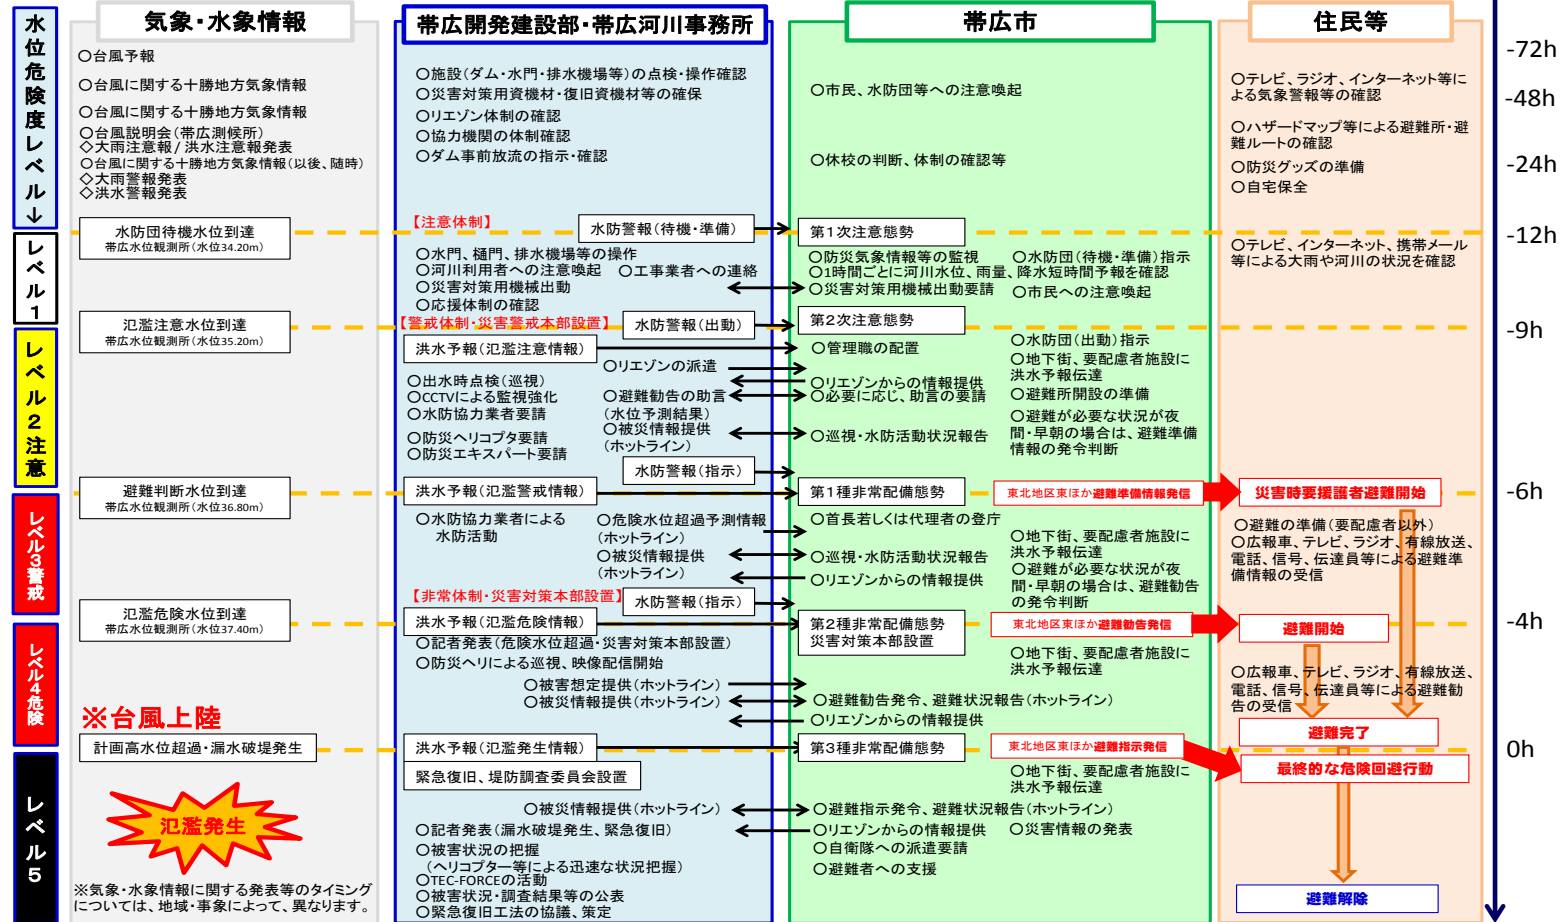 水位危険度レベル↓
レベル1
レベル2注意
レベル3警戒
レベル4危険
レベル5
気象・水象情報
○台風予報
○台風に関する十勝地方気象情報
○台風に関する十勝地方気象情報
○台風説明会(帯広測候所)
◇大雨注意報/洪水注意報発表
○台風に関する十勝地方気象情報(以後、随時)
◇大雨警報発表
◇洪水警報発表
水防団待機水位到達
帯広水位観測所(水位34.20m)
氾濫注意水位到達
帯広水位観測所(水位35.20m)
避難判断水位到達
帯広水位観測所(水位36.80m)
氾濫危険水位到達
帯広水位観測所(水位37.40m)
※台風上陸
計画高水位超過・漏水破堤発生
氾濫発生
※気象・水象情報に関する発表等のタイミング
については、地域・事象によって、異なります。
帯広開発建設部・帯広河川事務所
○施設(ダム・水門・排水機場等)の点検・操作確認
○災害対策用資機材・復旧資機材等の確保
○リエゾン体制の確認
○協力機関の体制確認
○ダム事前放流の指示・確認
【注意体制】
水防警報(待機・準備)
○水門、樋門、排水機場等の操作
○河川利用者への注意喚起 ○工事業者への連絡
○災害対策用機械出動
○応援体制の確認
【警戒体制・災害警戒本部設置】
水防警報(出動)
洪水予報(氾濫注意情報)
○リエゾンの派遣
○出水時点検(巡視)
○CCTVによる監視強化
○水防協力業者要請
○防災ヘリコプタ要請
○防災エキスパート要請
○避難勧告の助言
(水位予測結果)
○被災情報提供
(ホットライン)
水防警報(指示)
洪水予報(氾濫警戒情報)
○水防協力業者による
水防活動
○危険水位超過予測情報
(ホットライン)
○被災情報提供
(ホットライン)
【非常体制・災害対策本部設置】
水防警報(指示)
洪水予報(氾濫危険情報)
○記者発表(危険水位超過・災害対策本部設置)
○防災ヘリによる巡視、映像配信開始
○被害想定提供(ホットライン)
○被災情報提供(ホットライン)
洪水予報(氾濫発生情報)
緊急復旧、堤防調査委員会設置
○被災情報提供(ホットライン)
○記者発表(漏水破堤発生、緊急復旧)
○被害状況の把握
(ヘリコプター等による迅速な状況把握)
○TEC-FORCEの活動
○被害状況・調査結果等の公表
○緊急復旧工法の協議、策定
帯広市
○市民、水防団等への注意喚起
○休校の判断、体制の確認等
第1次注意態勢
○防災気象情報等の監視 ○水防団(待機・準備)指示
○1時間ごとに河川水位、雨量、降水短時間予報を確認
○災害対策用機械出動要請 ○市民への注意喚起
第2次注意態勢
○管理職の配置
○リエゾンからの情報提供
○必要に応じ、助言の要請
○巡視・水防活動状況報告
○水防団(出動)指示
○地下街、要配慮者施設に
洪水予報伝達
○避難所開設の準備
○避難が必要な状況が夜
間・早朝の場合は、避難準備
情報の発令判断
第1種非常配備態勢
東北地区東ほか避難準備情報発信
○首長若しくは代理者の登庁
○巡視・水防活動状況報告
○リエゾンからの情報提供
○地下街、要配慮者施設に
洪水予報伝達
○避難が必要な状況が夜
間・早朝の場合は、避難勧告
の発令判断
第2種非常配備態勢
災害対策本部設置
東北地区東ほか避難勧告発信
○地下街、要配慮者施設に
洪水予報伝達
○避難勧告発令、避難状況報告(ホットライン)
○リエゾンからの情報提供
第3種非常配備態勢
東北地区東ほか避難指示発信
○地下街、要配慮者施設に
洪水予報伝達
○避難指示発令、避難状況報告(ホットライン)
○リエゾンからの情報提供 ○災害情報の発表
○自衛隊への派遣要請
○避難者への支援
住民等
○テレビ、ラジオ、インターネット等に
よる気象警報等の確認
○ハザードマップ等による避難所・避
難ルートの確認
○防災グッズの準備
○自宅保全
○テレビ、インターネット、携帯メール
等による大雨や河川の状況を確認
災害時要援護者避難開始
○避難の準備(要配慮者以外)
○広報車、テレビ、ラジオ、有線放送、
電話、信号、伝達員等による避難準
備情報の受信
避難開始
○広報車、テレビ、ラジオ、有線放送、
電話、信号、伝達員等による避難勧
告の受信
避難完了
最終的な危険回避行動
避難解除
-72h
-48h
-24h
-12h
-9h
-6h
-4h
0h